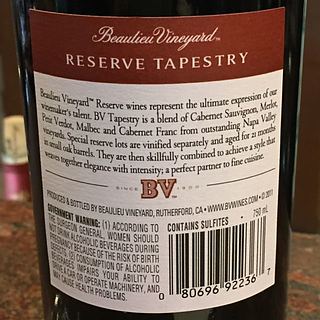 Beaulieu Vineyard™
RESERVE TAPESTRY
Beaulieu Vineyard™ Reserve wines represent the ultimate expression of our
winemaker's talent. BV Tapestry is a blend of Cabernet Sauvignon, Merlot,
Petit Verdot, Malbec and Cabernet Franc from outstanding Napa Valley
vineyards. Special reserve lots are vinified separately and aged for 21 months
in small oak barrels. They are then skillfully combined to achieve a style that
weaves together elegance with intensity; a perfect partner to fine cuisine.
SINCE BV™ 1900
PRODUCED & BOTTLED BY BEAULIEU VINEYARD, RUTHERFORD, CA • WWW.BVWINES.COM • © 2011
GOVERNMENT WARNING: (1) ACCORDING TO
THE SURGEON GENERAL, WOMEN SHOULD
NOT DRINK ALCOHOLIC BEVERAGES DURING
PREGNANCY BECAUSE OF THE RISK OF BIRTH
DEFECTS. (2) CONSUMPTION OF ALCOHOLIC
BEVERAGES IMPAIRS YOUR ABILITY TO
DRIVE A CAR OR OPERATE MACHINERY, AND
MAY CAUSE HEALTH PROBLEMS.
CONTAINS SULFITES • 750 mL
0 80696 92236 7